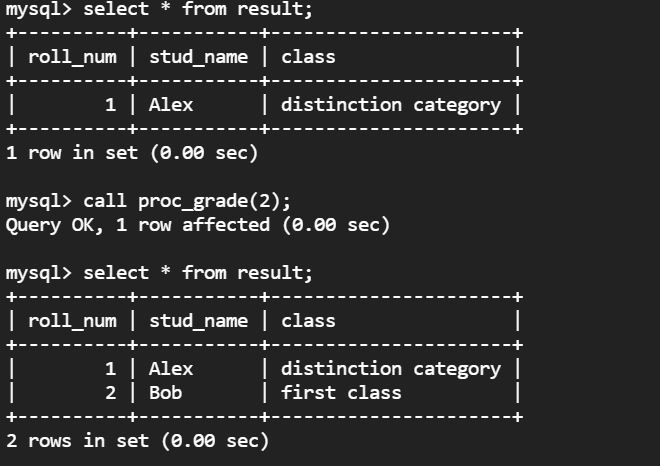 mysql> select * from result;
+----------+-----------+----------------------+
| roll_num | stud_name | class                |
+----------+-----------+----------------------+
|        1 | Alex      | distinction category |
+----------+-----------+----------------------+
1 row in set (0.00 sec)

mysql> call proc_grade(2);
Query OK, 1 row affected (0.00 sec)

mysql> select * from result;
+----------+-----------+----------------------+
| roll_num | stud_name | class                |
+----------+-----------+----------------------+
|        1 | Alex      | distinction category |
|        2 | Bob       | first class          |
+----------+-----------+----------------------+
2 rows in set (0.00 sec)